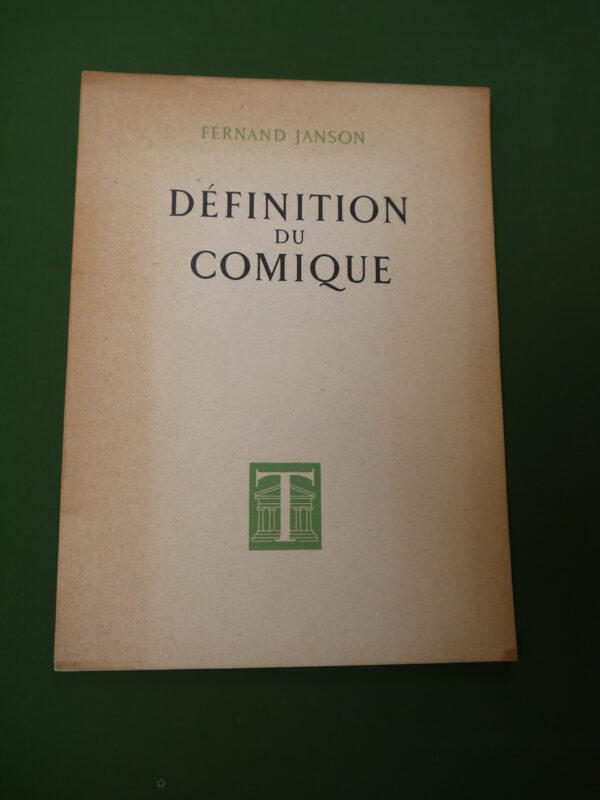 FERNAND JANSON
DÉFINITION
DU
COMIQUE
T